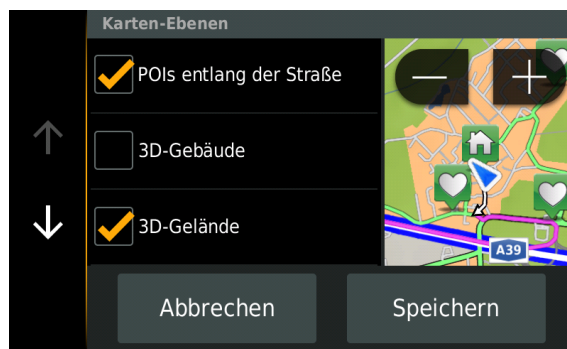 Karten-Ebenen
POIs entlang der Straße
3D-Gebäude
3D-Gelände
A39
Abbrechen
Speichern